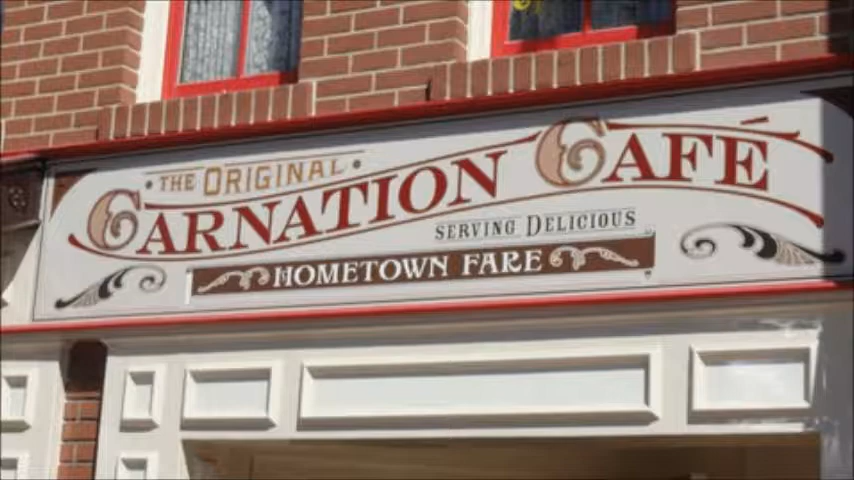 • THE ORIGINAL •
CARNATION CAFÉ
SERVING DELICIOUS
HOMETOWN FARE